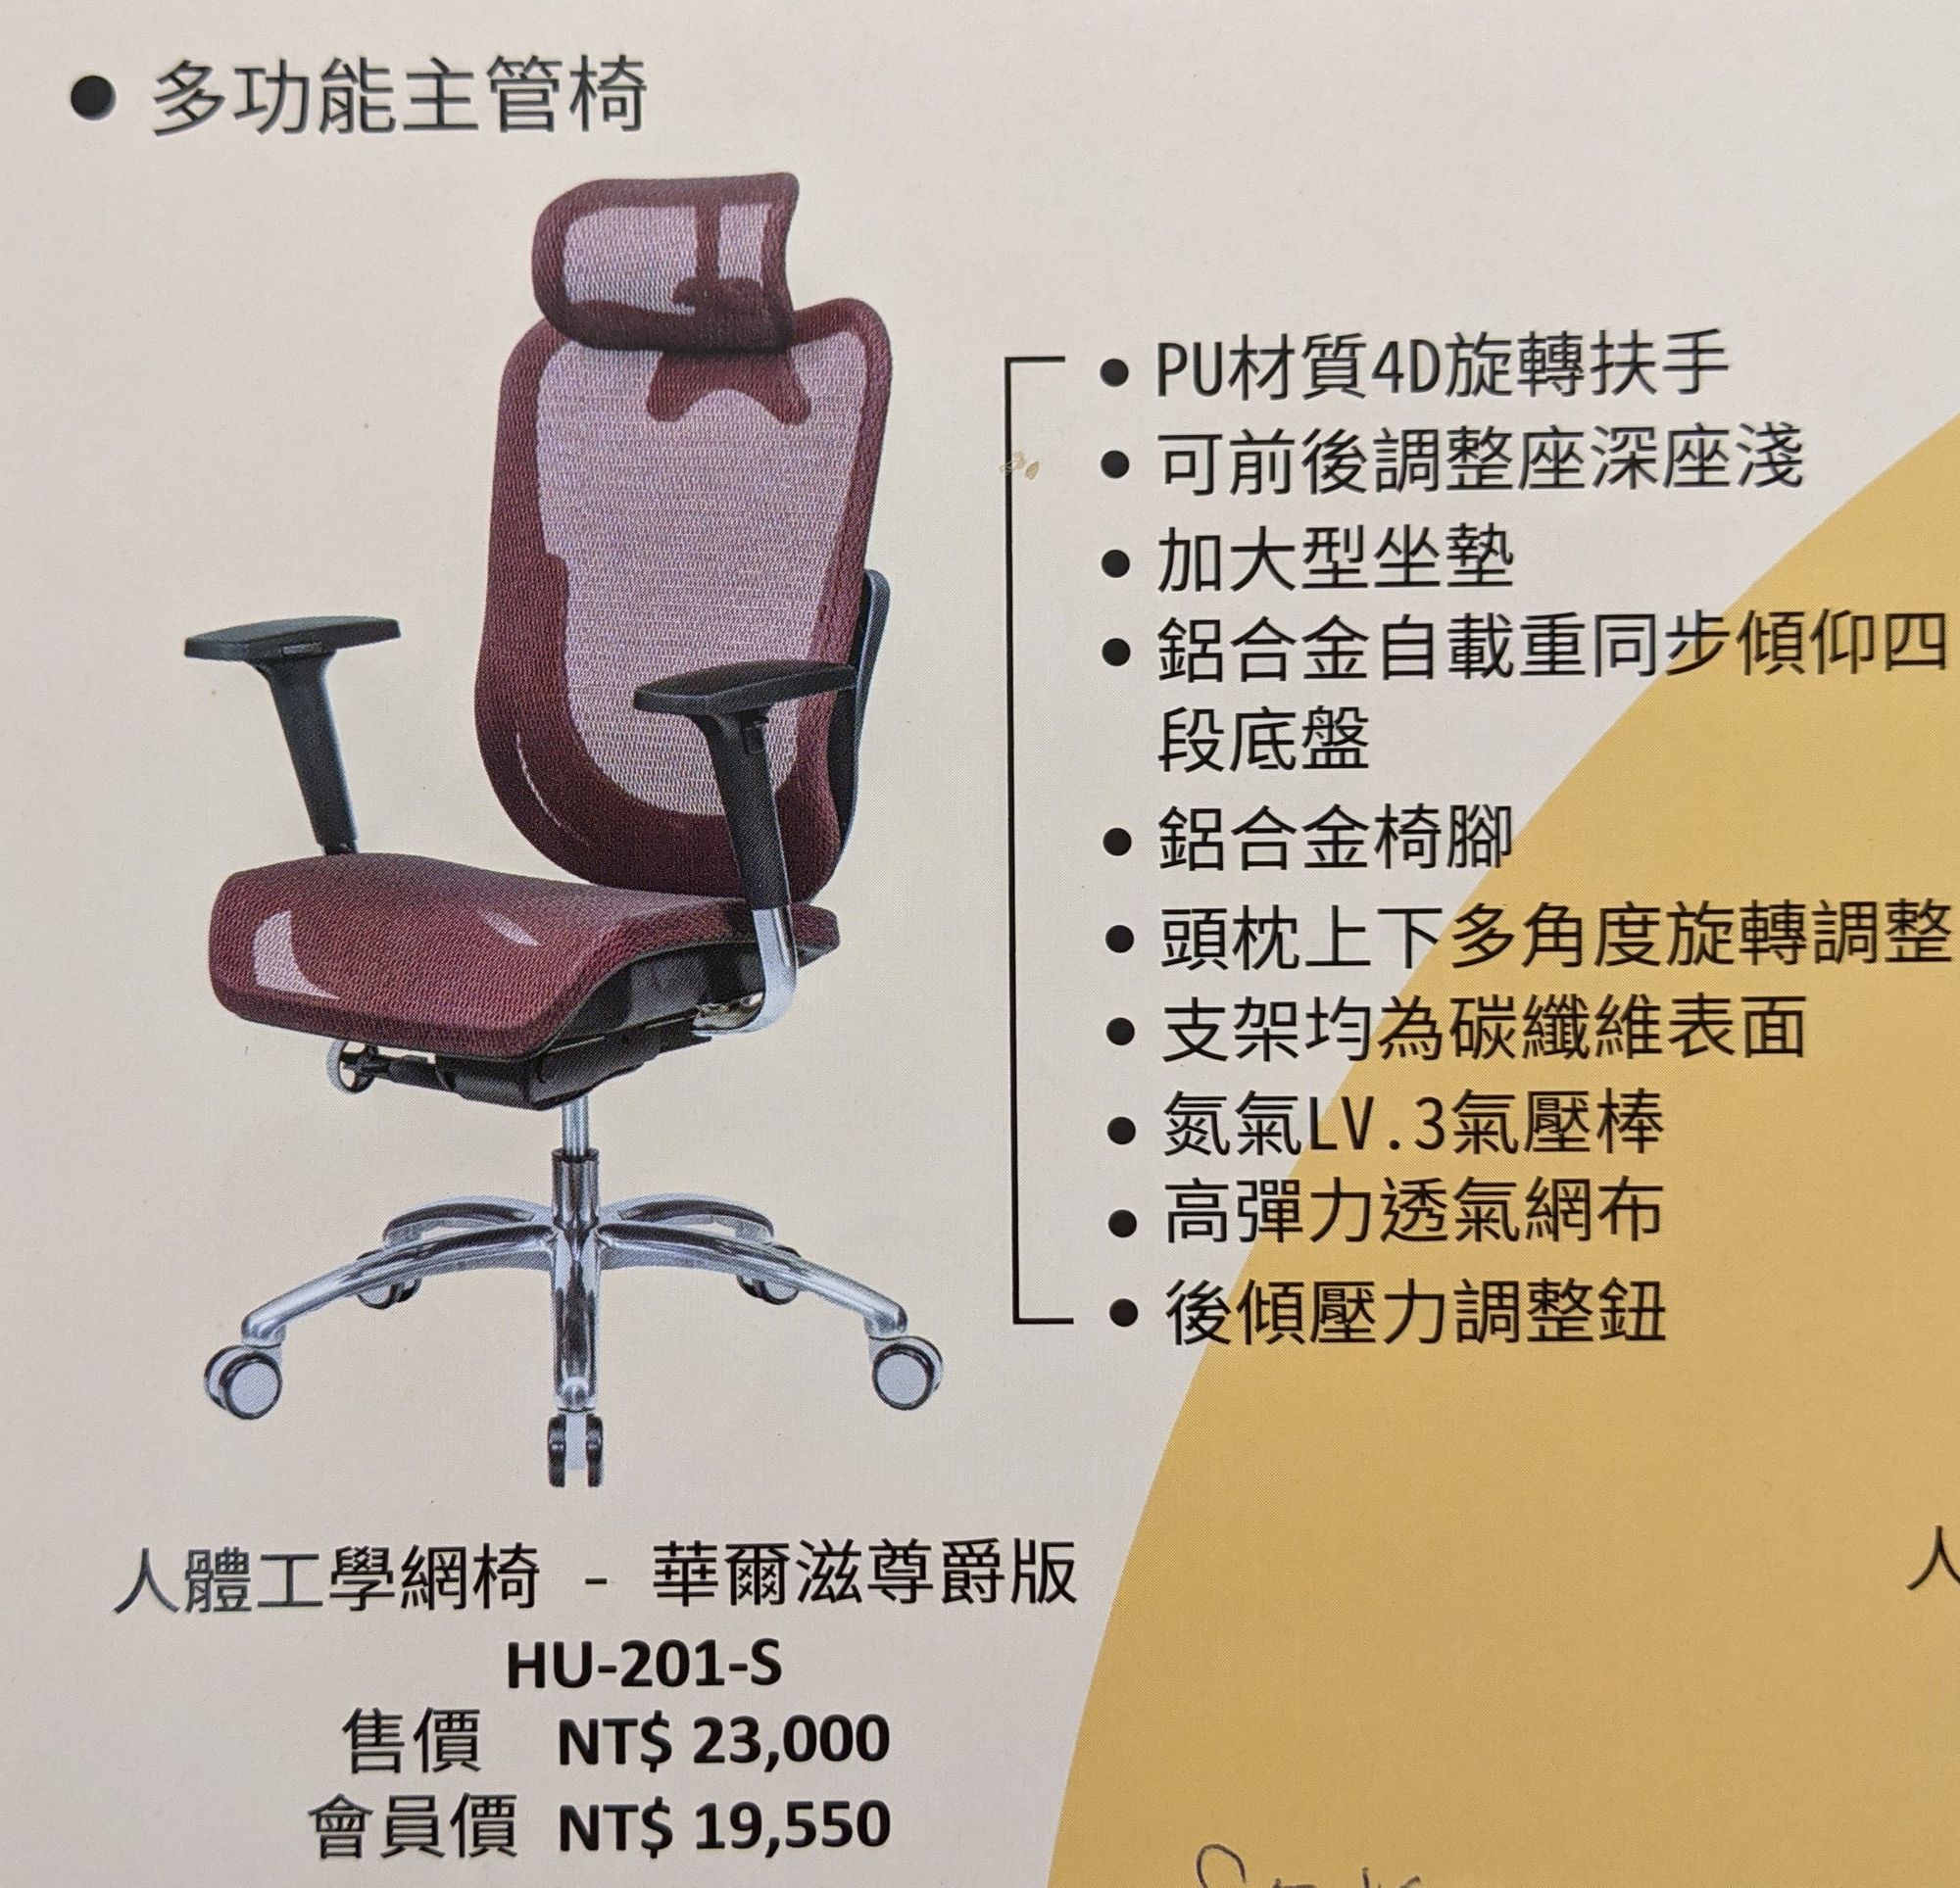 ● 多功能主管椅
● PU材質4D旋轉扶手
● 可前後調整座深座淺
● 加大型坐墊
● 鋁合金自載重同步傾仰四
段底盤
● 鋁合金椅腳
● 頭枕上下多角度旋轉調整
● 支架均為碳纖維表面
● 氮氣LV.3氣壓棒
● 高彈力透氣網布
● 後傾壓力調整鈕
人體工學網椅 - 華爾滋尊爵版
HU-201-S
售價 NT$ 23,000
會員價 NT$ 19,550
人